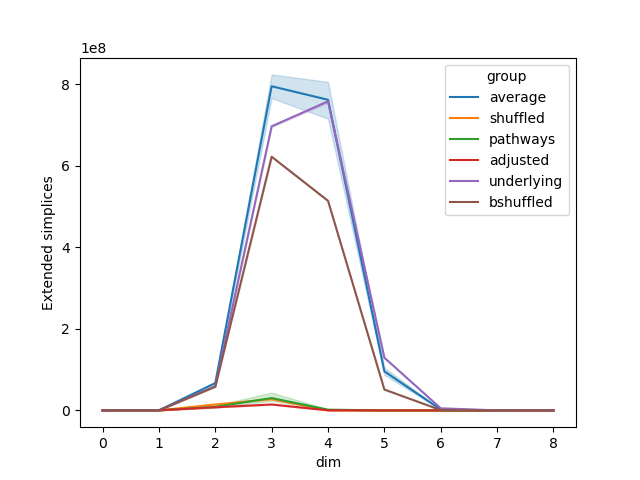 1e8
8
6
4
2
0
Extended simplices
0 1 2 3 4 5 6 7 8
dim
group
average
shuffled
pathways
adjusted
underlying
bshuffled